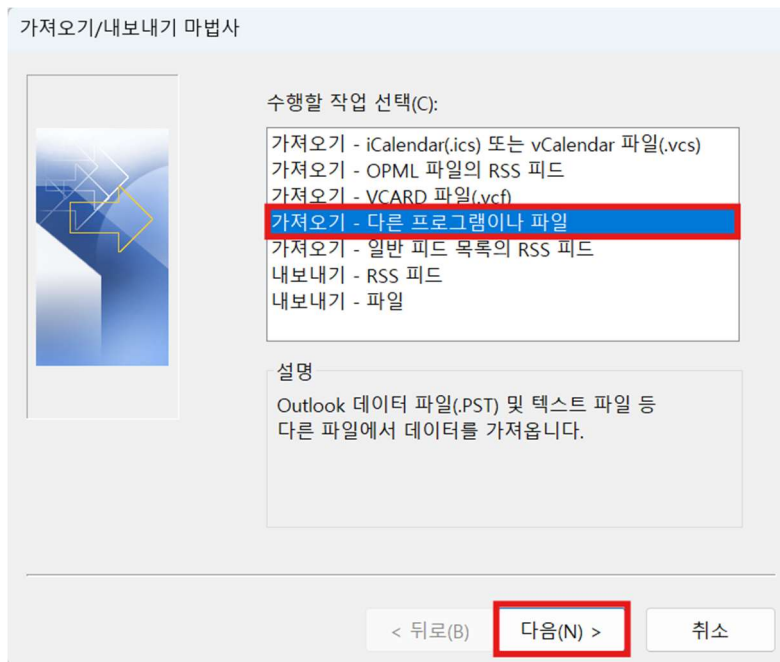 가져오기/내보내기 마법사
수행할 작업 선택(C):
가져오기 - iCalendar(.ics) 또는 vCalendar 파일(.vcs)
가져오기 - OPML 파일의 RSS 피드
가져오기 - VCARD 파일(.vcf)
가져오기 - 다른 프로그램이나 파일
가져오기 - 일반 피드 목록의 RSS 피드
내보내기 - RSS 피드
내보내기 - 파일
설명
Outlook 데이터 파일(.PST) 및 텍스트 파일 등
다른 파일에서 데이터를 가져옵니다.
< 뒤로(B) 다음(N) > 취소